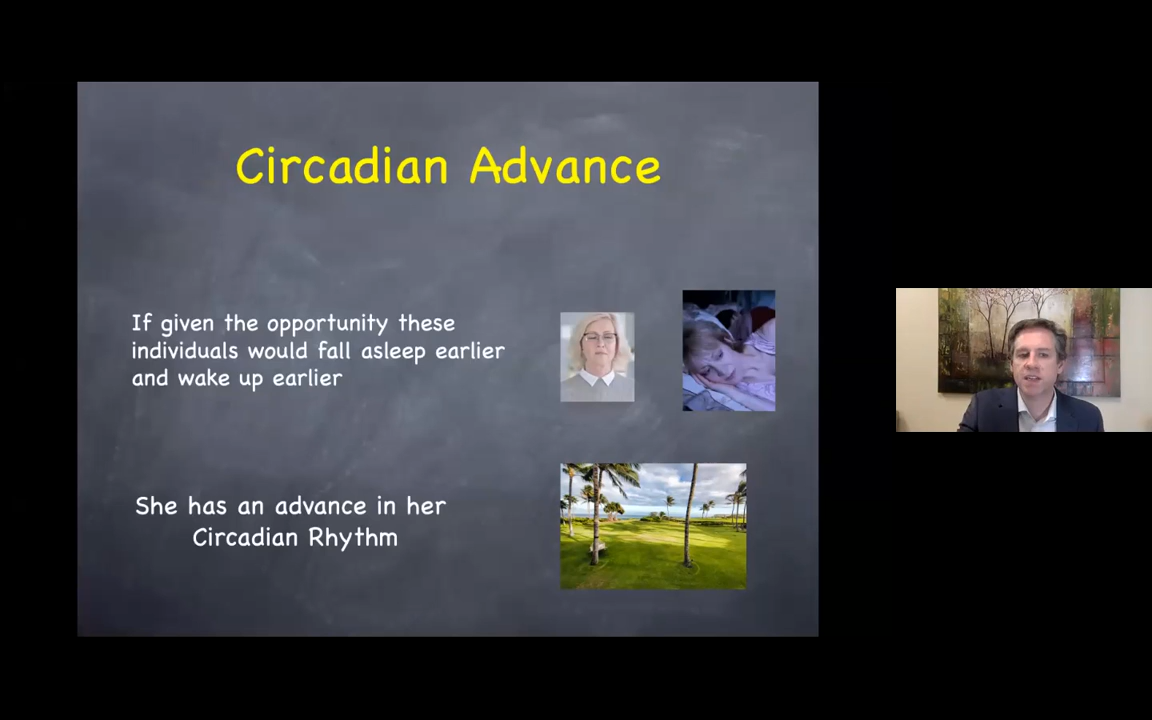 Circadian Advance
If given the opportunity these
individuals would fall asleep earlier
and wake up earlier
She has an advance in her
Circadian Rhythm